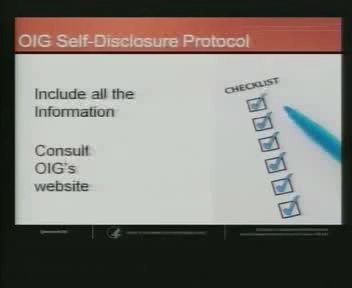 OIG Self-Disclosure Protocol
CHECKLIST
Include all the
Information
Consult
OIG's
website